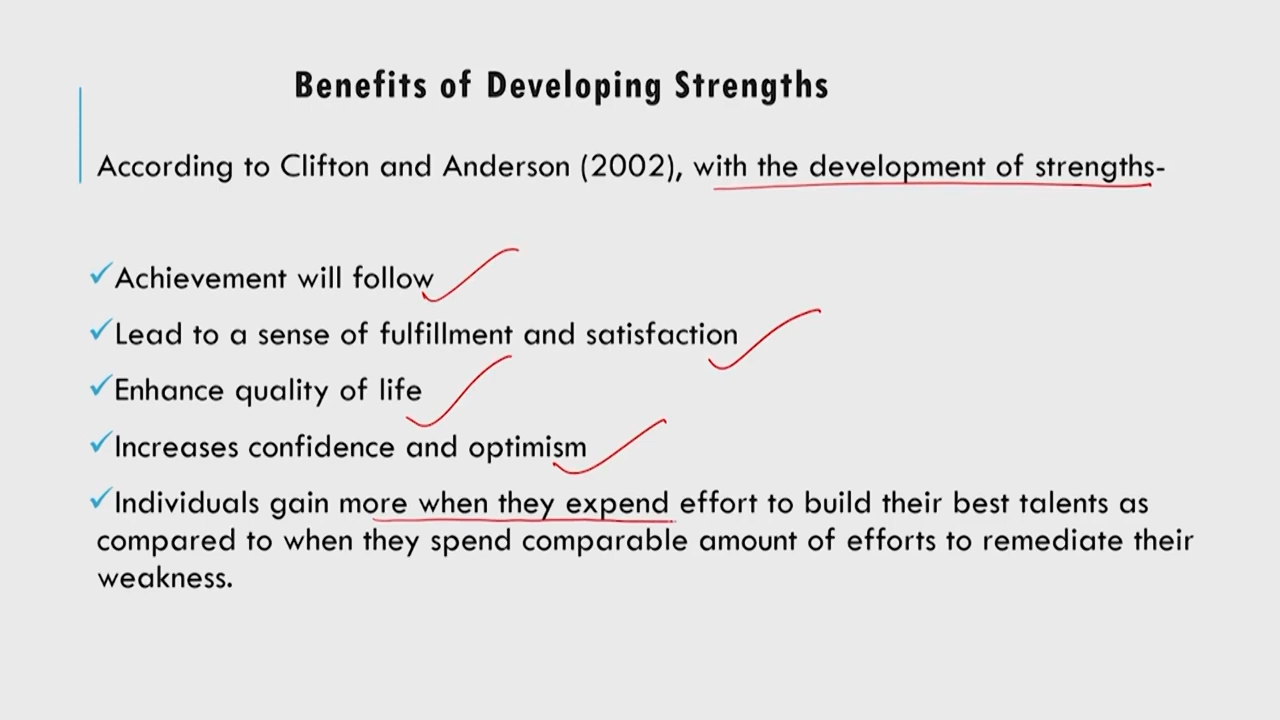 Benefits of Developing Strengths
According to Clifton and Anderson (2002), with the development of strengths-
✓Achievement will follow
✓Lead to a sense of fulfillment and satisfaction
✓Enhance quality of life
✓Increases confidence and optimism
✓Individuals gain more when they expend effort to build their best talents as
compared to when they spend comparable amount of efforts to remediate their
weakness.